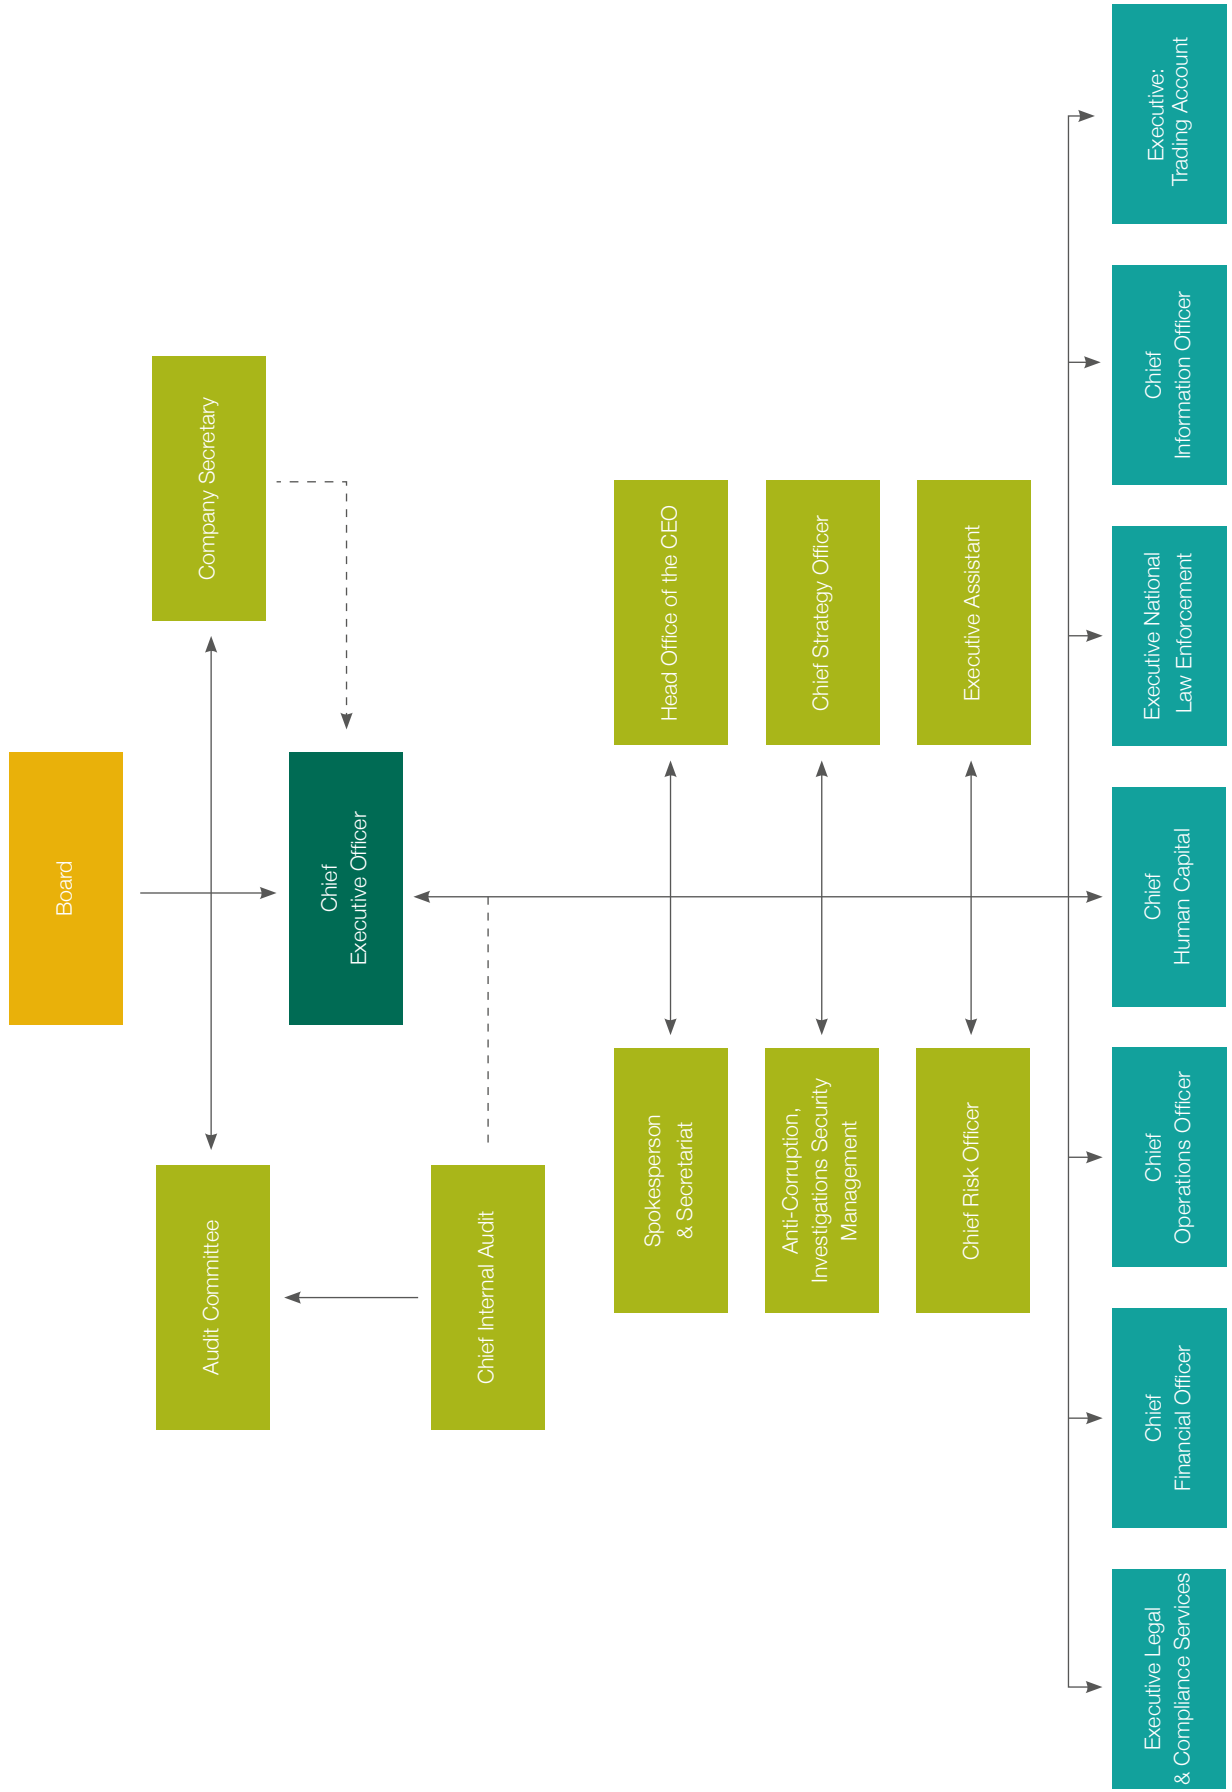 Board
Audit Committee
Company Secretary
Chief
Executive Officer
Chief Internal Audit
Spokesperson
& Secretariat
Head Office of the CEO
Anti-Corruption,
Investigations Security
Management
Chief Strategy Officer
Chief Risk Officer
Executive Assistant
Executive Legal
& Compliance Services
Chief
Financial Officer
Chief
Operations Officer
Chief
Human Capital
Executive National
Law Enforcement
Chief
Information Officer
Executive:
Trading Account